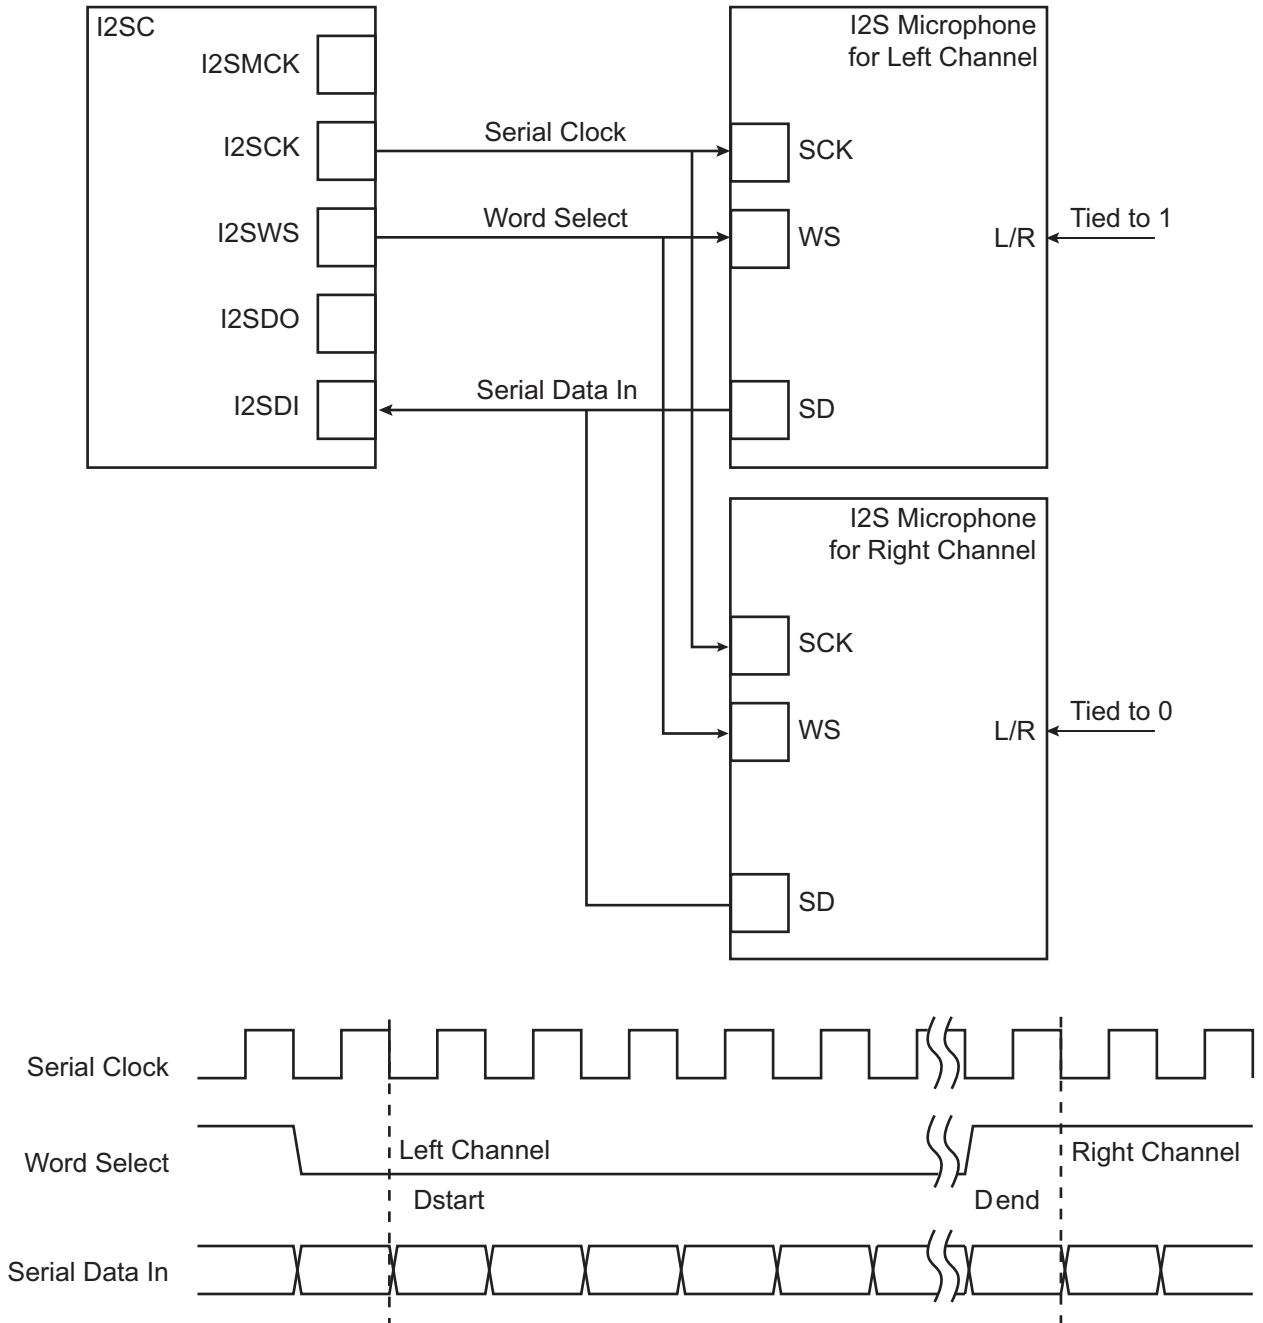 I2SC
I2SMCK
I2SCK
I2SWS
I2SDO
I2SDI
Serial Clock
Word Select
Serial Data In
I2S Microphone
for Left Channel
SCK
WS
L/R
Tied to 1
SD
I2S Microphone
for Right Channel
SCK
WS
L/R
Tied to 0
SD
Serial Clock
Word Select
Left Channel
Right Channel
Dstart
Dend
Serial Data In